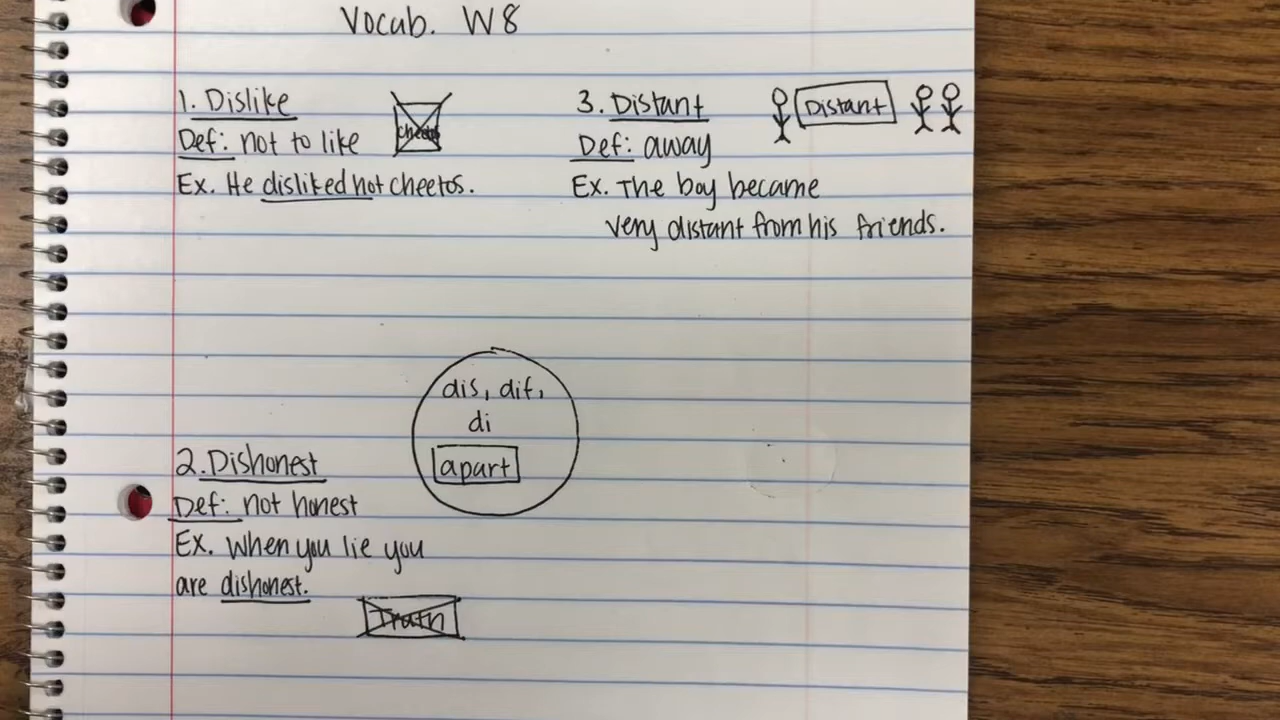 Vocab. W8
1. Dislike
Def: not to like
Ex. He disliked hot cheetos.
cheetos
3. Distant
Distant
Def: away
Ex. The boy became
very distant from his friends.
dis, dif,
di
apart
2. Dishonest
Def: not honest
Ex. When you lie you
are dishonest.
Truth